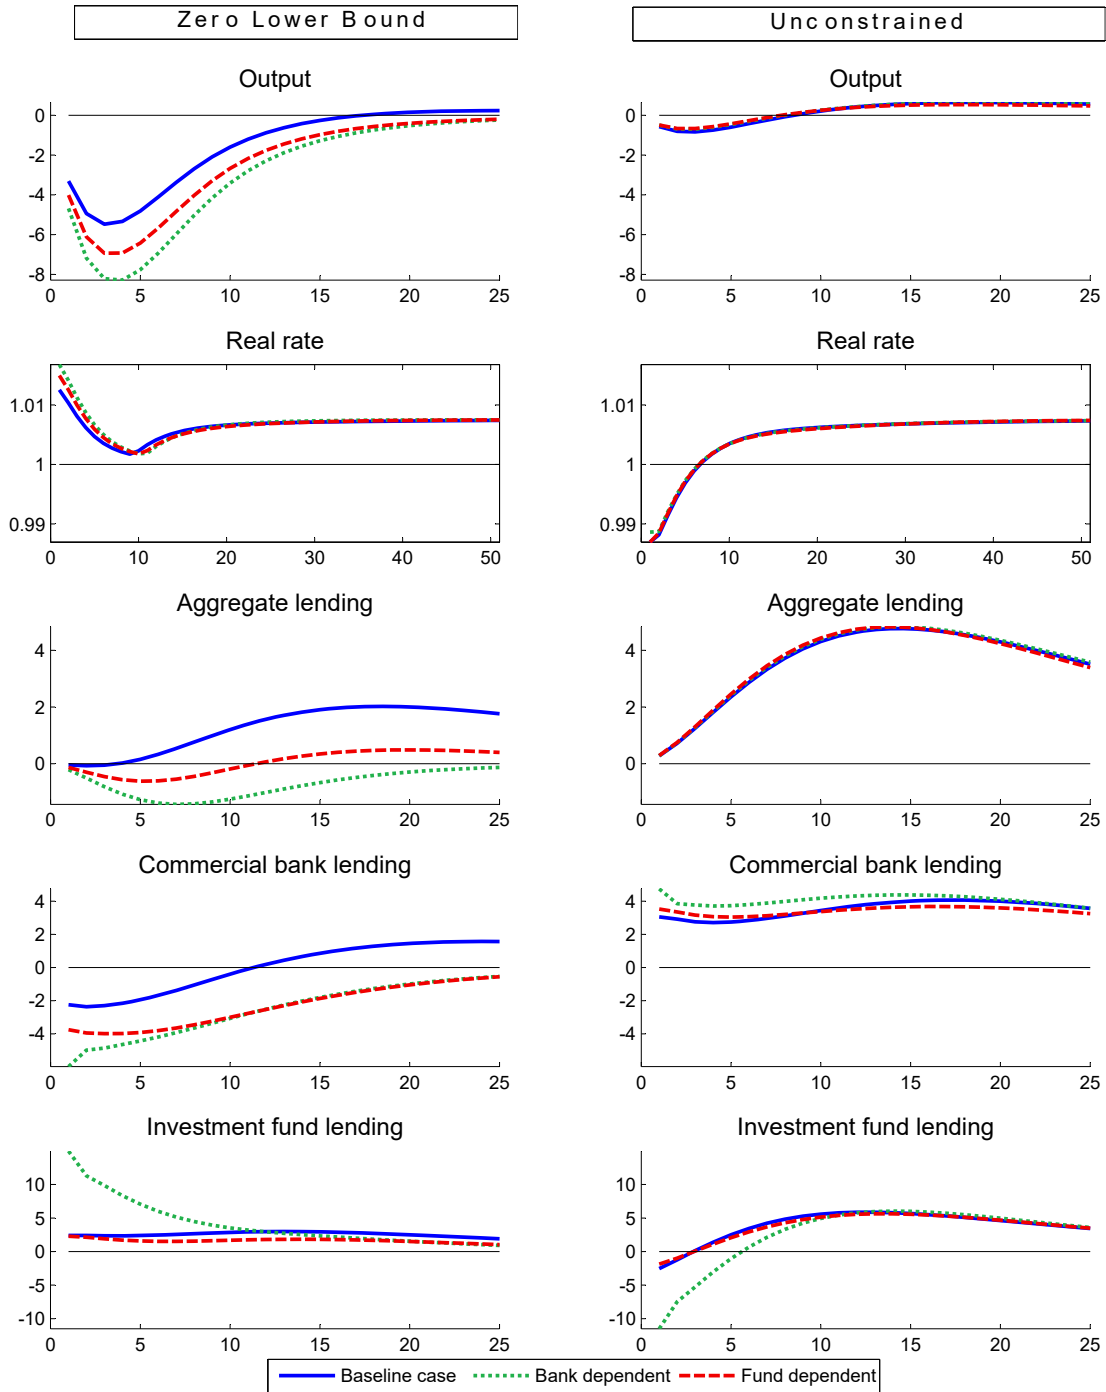 Zero Lower Bound
Unconstrained
Output
Output
0
-2
-4
-6
-8
0 5 10 15 20 25
0
-2
-4
-6
-8
0 5 10 15 20 25
Real rate
Real rate
1.01
1
0.99
0 10 20 30 40 50
1.01
1
0.99
0 10 20 30 40 50
Aggregate lending
Aggregate lending
4
2
0
0 5 10 15 20 25
4
2
0
0 5 10 15 20 25
Commercial bank lending
Commercial bank lending
4
2
0
-2
-4
0 5 10 15 20 25
4
2
0
-2
-4
0 5 10 15 20 25
Investment fund lending
Investment fund lending
10
5
0
-5
-10
0 5 10 15 20 25
10
5
0
-5
-10
0 5 10 15 20 25
Baseline case Bank dependent Fund dependent